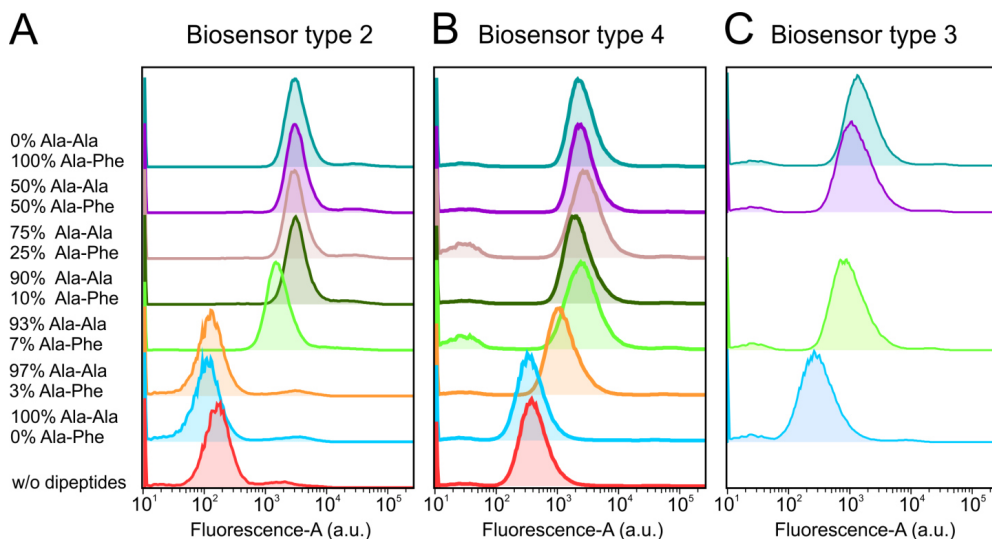 A Biosensor type 2 B Biosensor type 4 C Biosensor type 3
0% Ala-Ala
100% Ala-Phe
50% Ala-Ala
50% Ala-Phe
75% Ala-Ala
25% Ala-Phe
90% Ala-Ala
10% Ala-Phe
93% Ala-Ala
7% Ala-Phe
97% Ala-Ala
3% Ala-Phe
100% Ala-Ala
0% Ala-Phe
w/o dipeptides
10¹ 10² 10³ 10⁴ 10⁵ 10¹ 10² 10³ 10⁴ 10⁵ 10¹ 10² 10³ 10⁴ 10⁵
Fluorescence-A (a.u.) Fluorescence-A (a.u.) Fluorescence-A (a.u.)